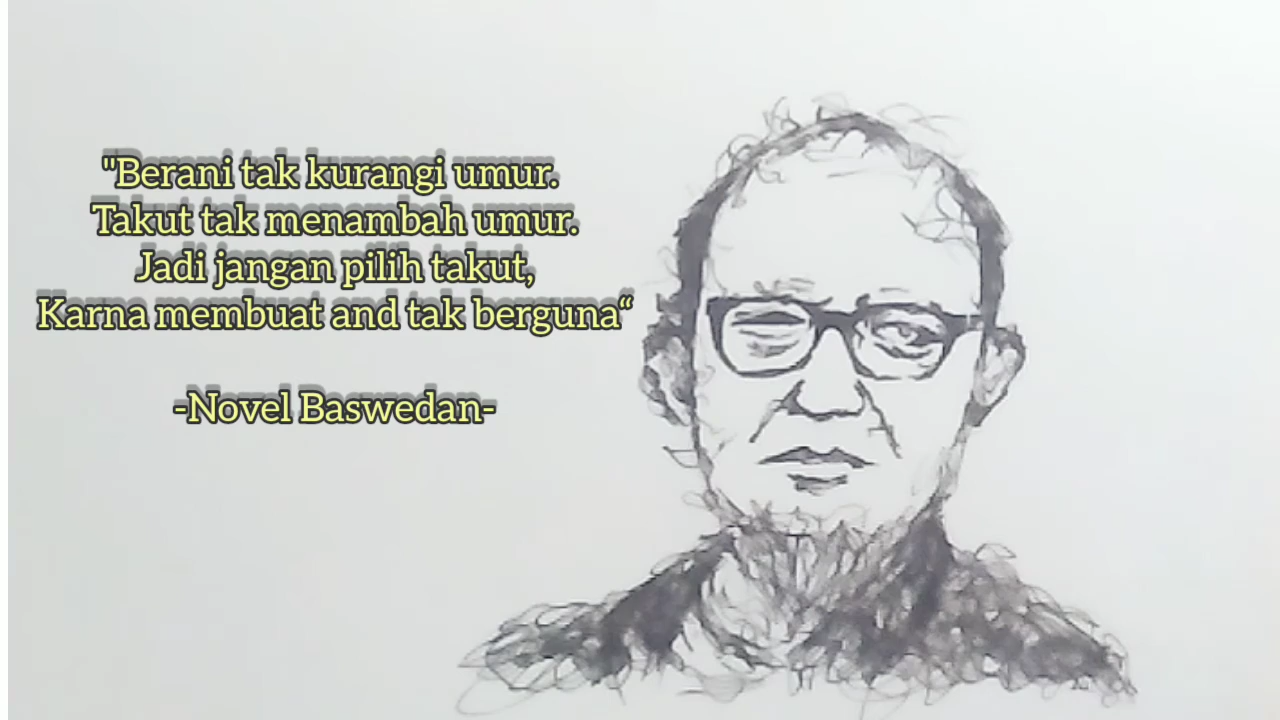 "Berani tak kurangi umur.
Takut tak menambah umur.
Jadi jangan pilih takut,
Karna membuat and tak berguna“
-Novel Baswedan-